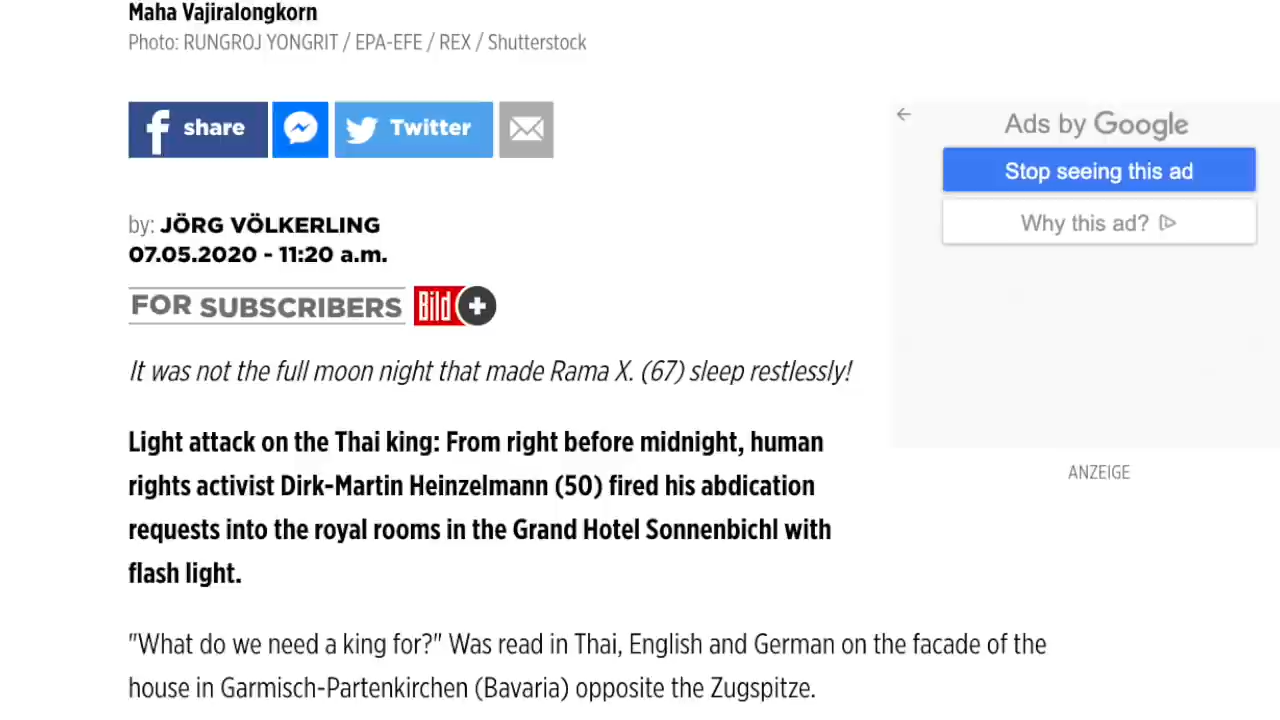 Maha Vajiralongkorn
Photo: RUNGROJ YONGRIT / EPA-EFE / REX / Shutterstock
share
Twitter
Ads by Google
Stop seeing this ad
Why this ad?
by: JÖRG VÖLKERLING
07.05.2020 - 11:20 a.m.
FOR SUBSCRIBERS Bild
It was not the full moon night that made Rama X. (67) sleep restlessly!
Light attack on the Thai king: From right before midnight, human
rights activist Dirk-Martin Heinzelmann (50) fired his abdication
requests into the royal rooms in the Grand Hotel Sonnenbichl with
flash light.
ANZEIGE
"What do we need a king for?" Was read in Thai, English and German on the facade of the
house in Garmisch-Partenkirchen (Bavaria) opposite the Zugspitze.